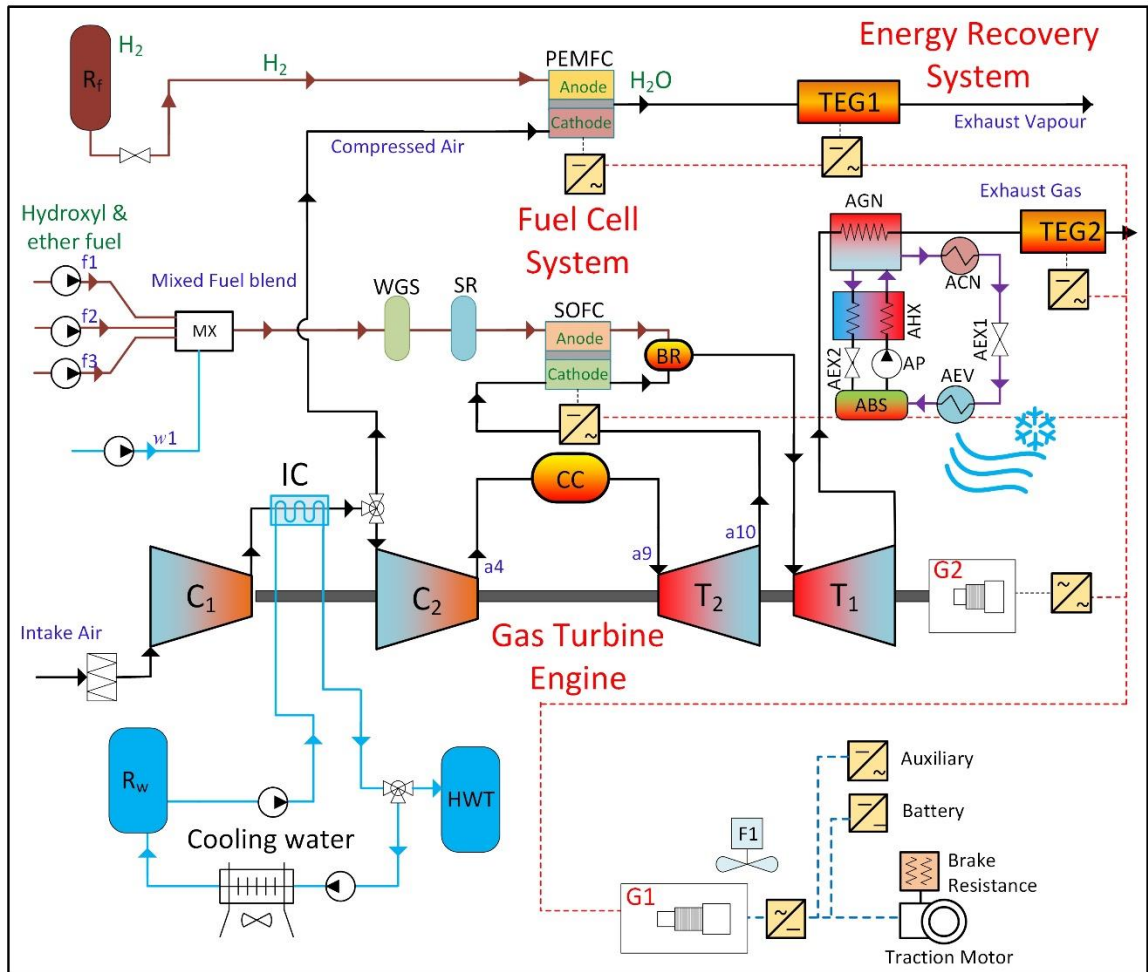 H2
Rf
H2
PEMFC
Anode
Cathode
H2O
Energy Recovery
System
TEG1
Exhaust Vapour
Compressed Air
Fuel Cell
System
Hydroxyl &
ether fuel
f1
f2
f3
Mixed Fuel blend
MX
w1
WGS
SR
SOFC
Anode
Cathode
BR
AGN
Exhaust Gas
TEG2
ACN
AHX
AEX1
AEX2
AP
AEV
ABS
IC
CC
a4
a9
a10
C1
C2
T2
T1
G2
Intake Air
Gas Turbine
Engine
Rw
HWT
Cooling water
F1
G1
Auxiliary
Battery
Brake
Resistance
Traction Motor